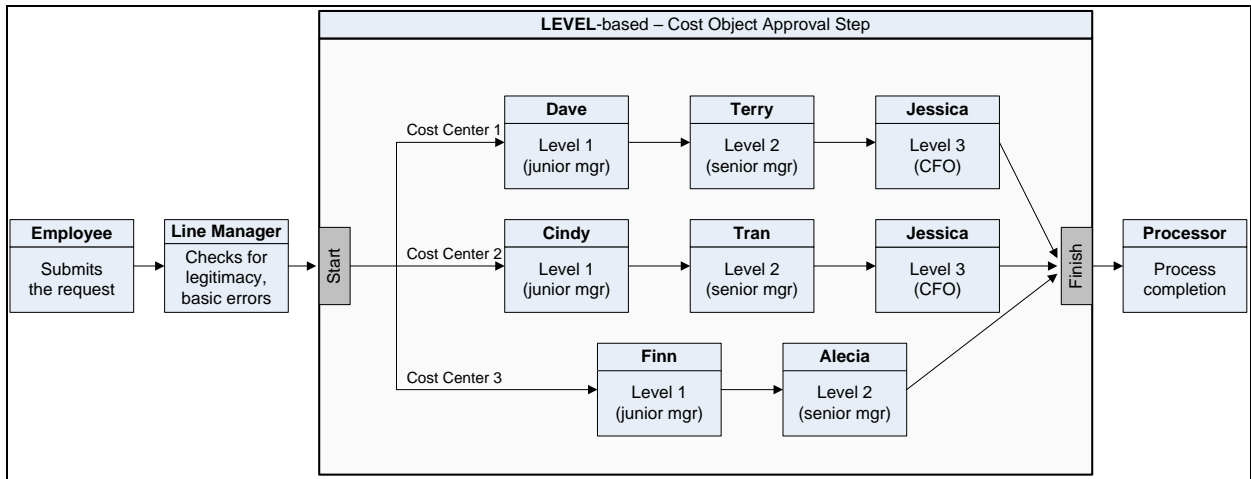 LEVEL-based – Cost Object Approval Step
Employee
Submits
the request
Line Manager
Checks for
legitimacy,
basic errors
Start
Cost Center 1
Dave
Level 1
(junior mgr)
Terry
Level 2
(senior mgr)
Jessica
Level 3
(CFO)
Cost Center 2
Cindy
Level 1
(junior mgr)
Tran
Level 2
(senior mgr)
Jessica
Level 3
(CFO)
Cost Center 3
Finn
Level 1
(junior mgr)
Alecia
Level 2
(senior mgr)
Finish
Processor
Process
completion